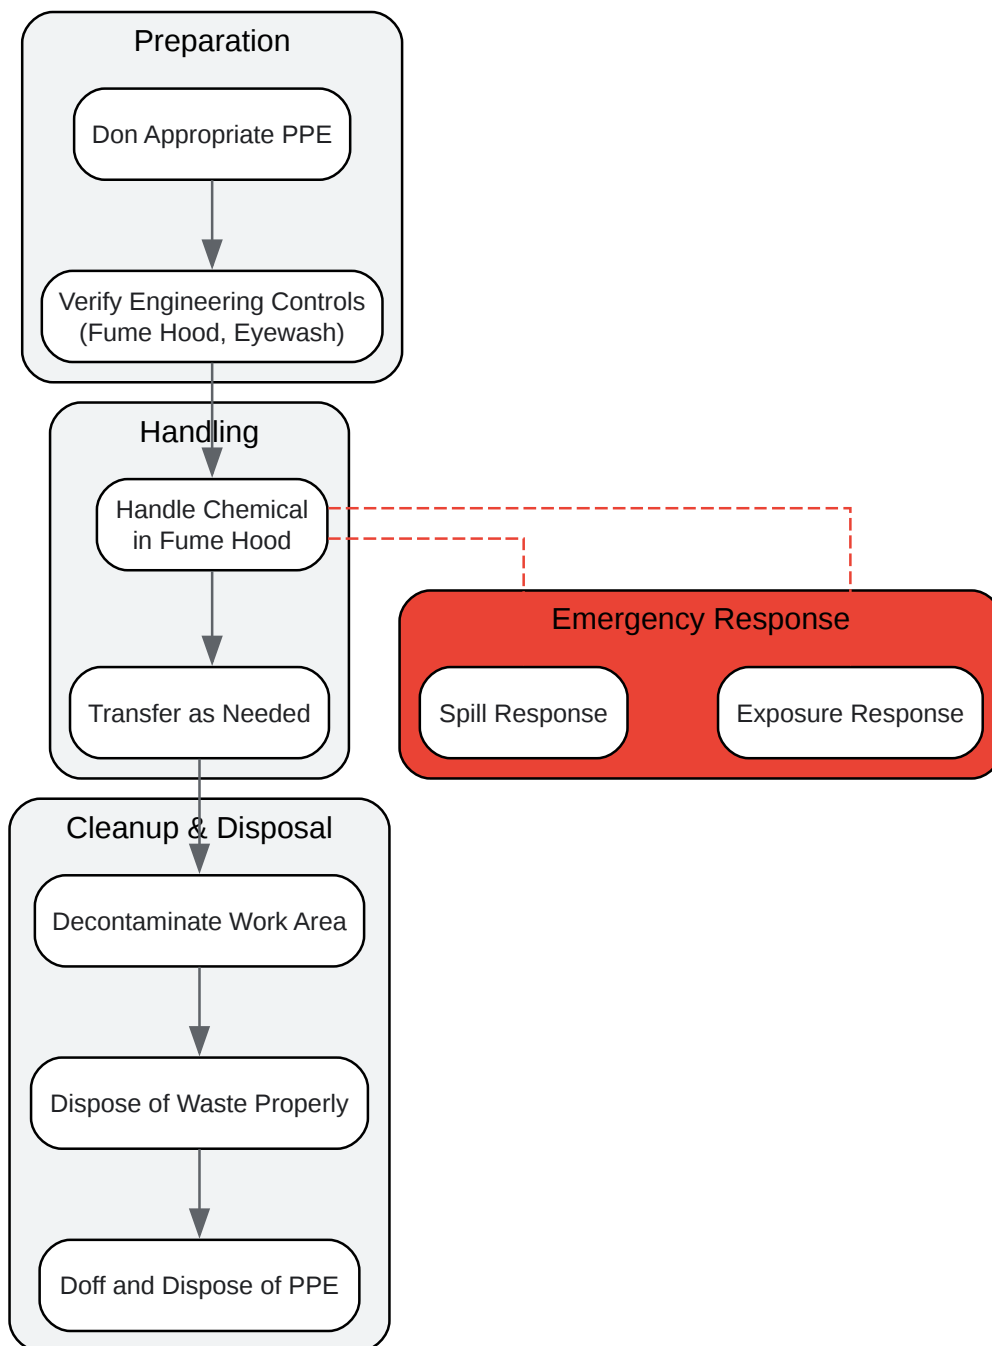 Preparation
Don Appropriate PPE
Verify Engineering Controls
(Fume Hood, Eyewash)
Handling
Handle Chemical
in Fume Hood
Transfer as Needed
Emergency Response
Spill Response
Exposure Response
Cleanup & Disposal
Decontaminate Work Area
Dispose of Waste Properly
Doff and Dispose of PPE